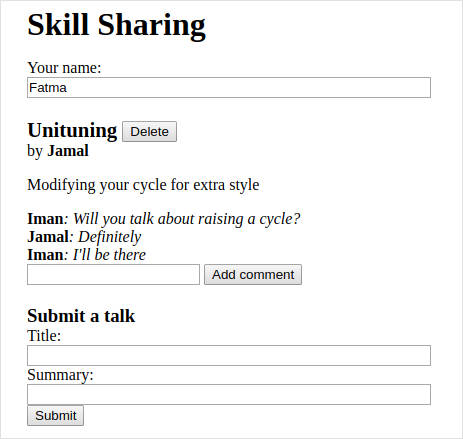 Skill Sharing
Your name:
Fatma
Unituning Delete
by Jamal
Modifying your cycle for extra style
Iman: Will you talk about raising a cycle?
Jamal: Definitely
Iman: I'll be there
Add comment
Submit a talk
Title:
Summary:
Submit